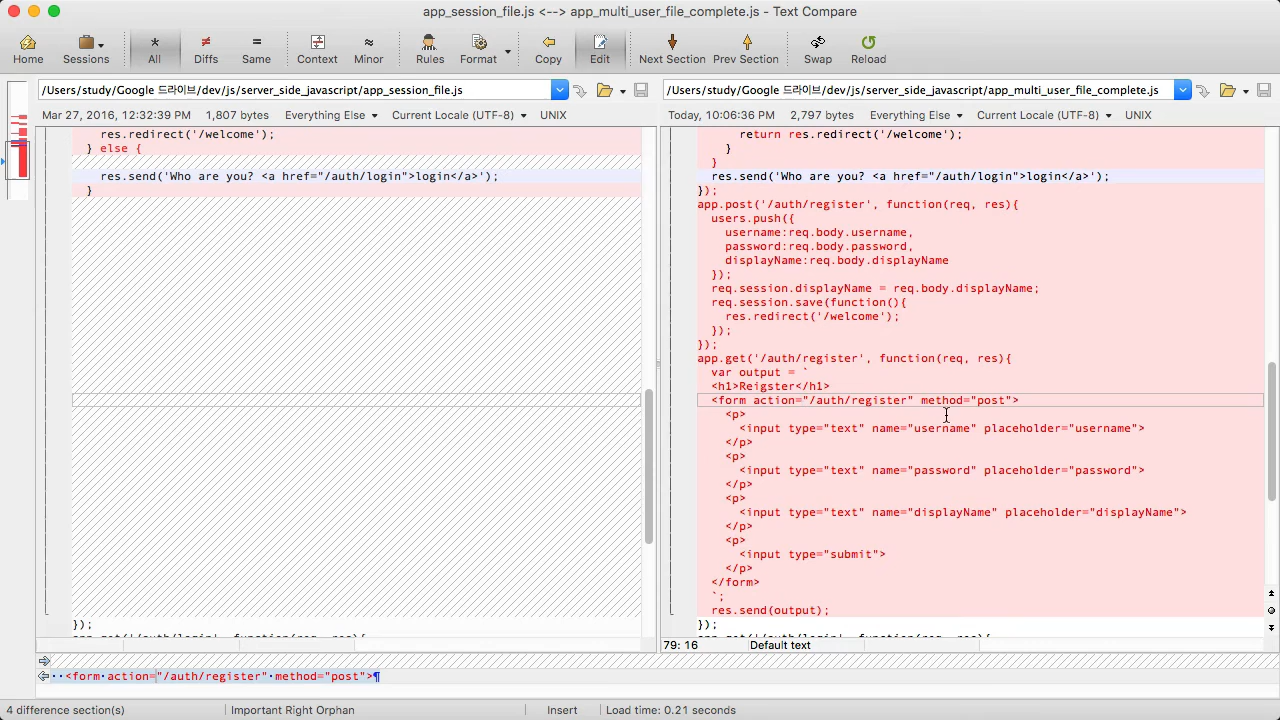 app_session_file.js <--> app_multi_user_file_complete.js - Text Compare
Home Sessions All Diffs Same Context Minor Rules Format Copy Edit Next Section Prev Section Swap Reload
/Users/study/Google 드라이브/dev/js/server_side_javascript/app_session_file.js
/Users/study/Google 드라이브/dev/js/server_side_javascript/app_multi_user_file_complete.js
Mar 27, 2016, 12:32:39 PM 1,807 bytes Everything Else Current Locale (UTF-8) UNIX
Today, 10:06:36 PM 2,797 bytes Everything Else Current Locale (UTF-8) UNIX
res.redirect('/welcome');
} else {
res.send('Who are you? <a href="/auth/login">login</a>');
}
});
return res.redirect('/welcome');
}
}
res.send('Who are you? <a href="/auth/login">login</a>');
});
app.post('/auth/register', function(req, res){
users.push({
username:req.body.username,
password:req.body.password,
displayName:req.body.displayName
});
req.session.displayName = req.body.displayName;
req.session.save(function(){
res.redirect('/welcome');
});
});
app.get('/auth/register', function(req, res){
var output = `
<h1>Reigster</h1>
<form action="/auth/register" method="post">
<p>
<input type="text" name="username" placeholder="username">
</p>
<p>
<input type="text" name="password" placeholder="password">
</p>
<p>
<input type="text" name="displayName" placeholder="displayName">
</p>
<p>
<input type="submit">
</p>
</form>
`;
res.send(output);
});
79: 16 Default text
<form·action="/auth/register"·method="post">¶
4 difference section(s) Important Right Orphan Insert Load time: 0.21 seconds